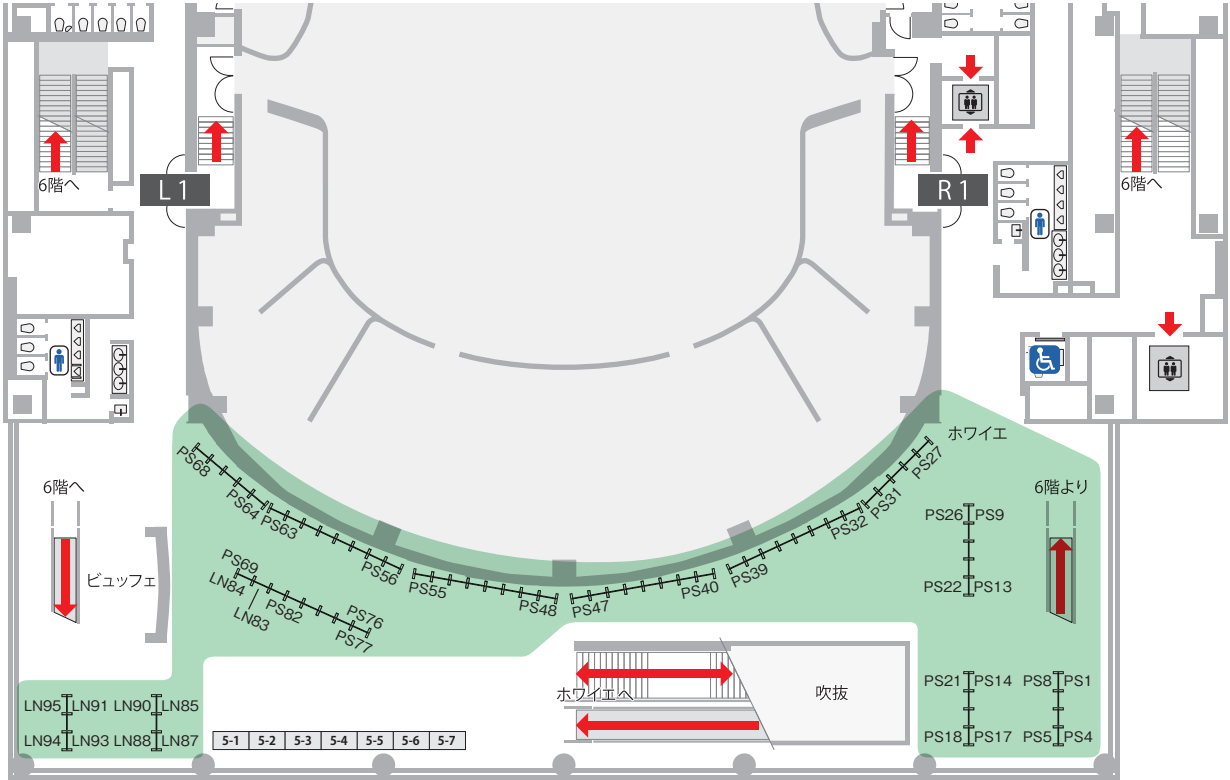 6階へ
L 1
R 1
6階へ
ホワイエ
PS68
PS64
PS63
PS56
PS55
PS48
PS47
PS40
PS39
PS32
PS31
PS27
6階へ
6階より
ビュッフェ
PS26 PS9
PS22 PS13
PS69
LN84
LN83
PS82
PS76
PS77
ホワイエへ
吹抜
PS21 PS14
PS8 PS1
PS18 PS17
PS5 PS4
LN95 LN91 LN90 LN85
LN94 LN93 LN88 LN87
5-1 5-2 5-3 5-4 5-5 5-6 5-7